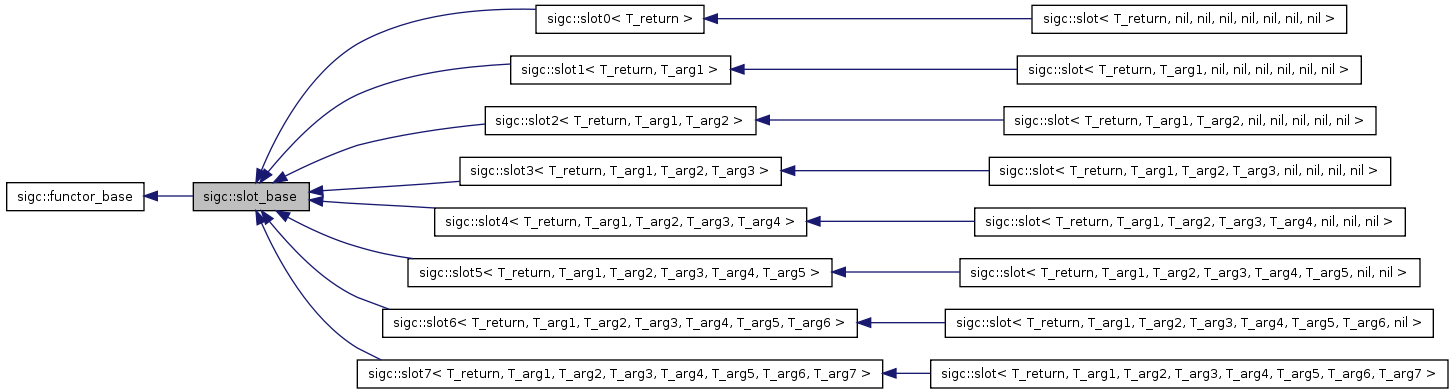 sigc::slot0< T_return >
sigc::slot< T_return, nil, nil, nil, nil, nil, nil, nil >
sigc::slot1< T_return, T_arg1 >
sigc::slot< T_return, T_arg1, nil, nil, nil, nil, nil, nil >
sigc::slot2< T_return, T_arg1, T_arg2 >
sigc::slot< T_return, T_arg1, T_arg2, nil, nil, nil, nil, nil >
sigc::slot3< T_return, T_arg1, T_arg2, T_arg3 >
sigc::slot< T_return, T_arg1, T_arg2, T_arg3, nil, nil, nil, nil >
sigc::functor_base
sigc::slot_base
sigc::slot4< T_return, T_arg1, T_arg2, T_arg3, T_arg4 >
sigc::slot< T_return, T_arg1, T_arg2, T_arg3, T_arg4, nil, nil, nil >
sigc::slot5< T_return, T_arg1, T_arg2, T_arg3, T_arg4, T_arg5 >
sigc::slot< T_return, T_arg1, T_arg2, T_arg3, T_arg4, T_arg5, nil, nil >
sigc::slot6< T_return, T_arg1, T_arg2, T_arg3, T_arg4, T_arg5, T_arg6 >
sigc::slot< T_return, T_arg1, T_arg2, T_arg3, T_arg4, T_arg5, T_arg6, nil >
sigc::slot7< T_return, T_arg1, T_arg2, T_arg3, T_arg4, T_arg5, T_arg6, T_arg7 >
sigc::slot< T_return, T_arg1, T_arg2, T_arg3, T_arg4, T_arg5, T_arg6, T_arg7 >